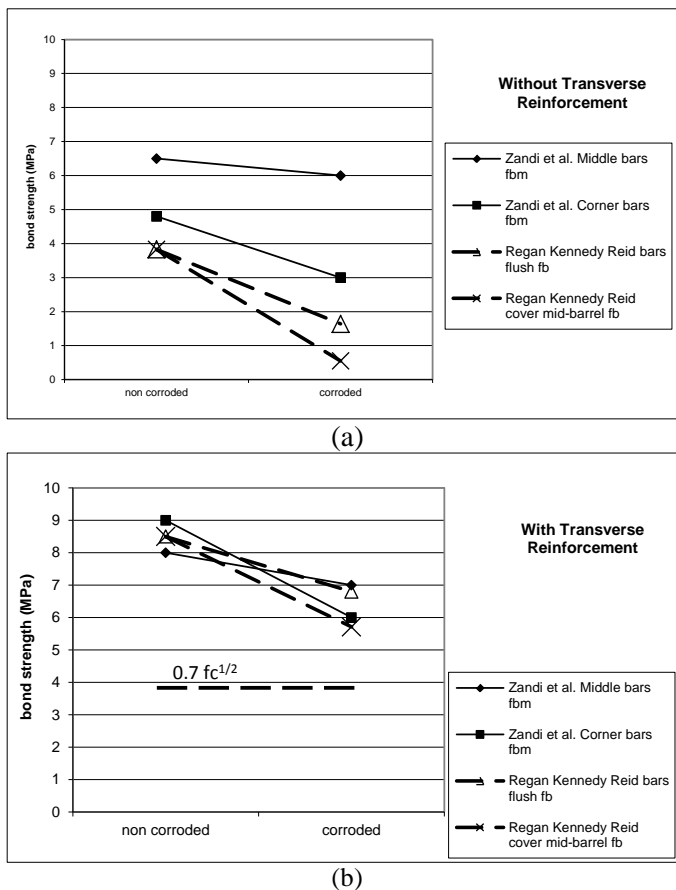 10
9
8
7
6
5
4
3
2
1
0
bond strength (MPa)
non corroded
corroded
Without Transverse
Reinforcement
Zandi et al. Middle bars
fbm
Zandi et al. Corner bars
fbm
Regan Kennedy Reid bars
flush fb
Regan Kennedy Reid
cover mid-barrel fb
(a)
10
9
8
7
6
5
4
3
2
1
0
bond strength (MPa)
0.7 fc1/2
non corroded
corroded
With Transverse
Reinforcement
Zandi et al. Middle bars
fbm
Zandi et al. Corner bars
fbm
Regan Kennedy Reid bars
flush fb
Regan Kennedy Reid
cover mid-barrel fb
(b)